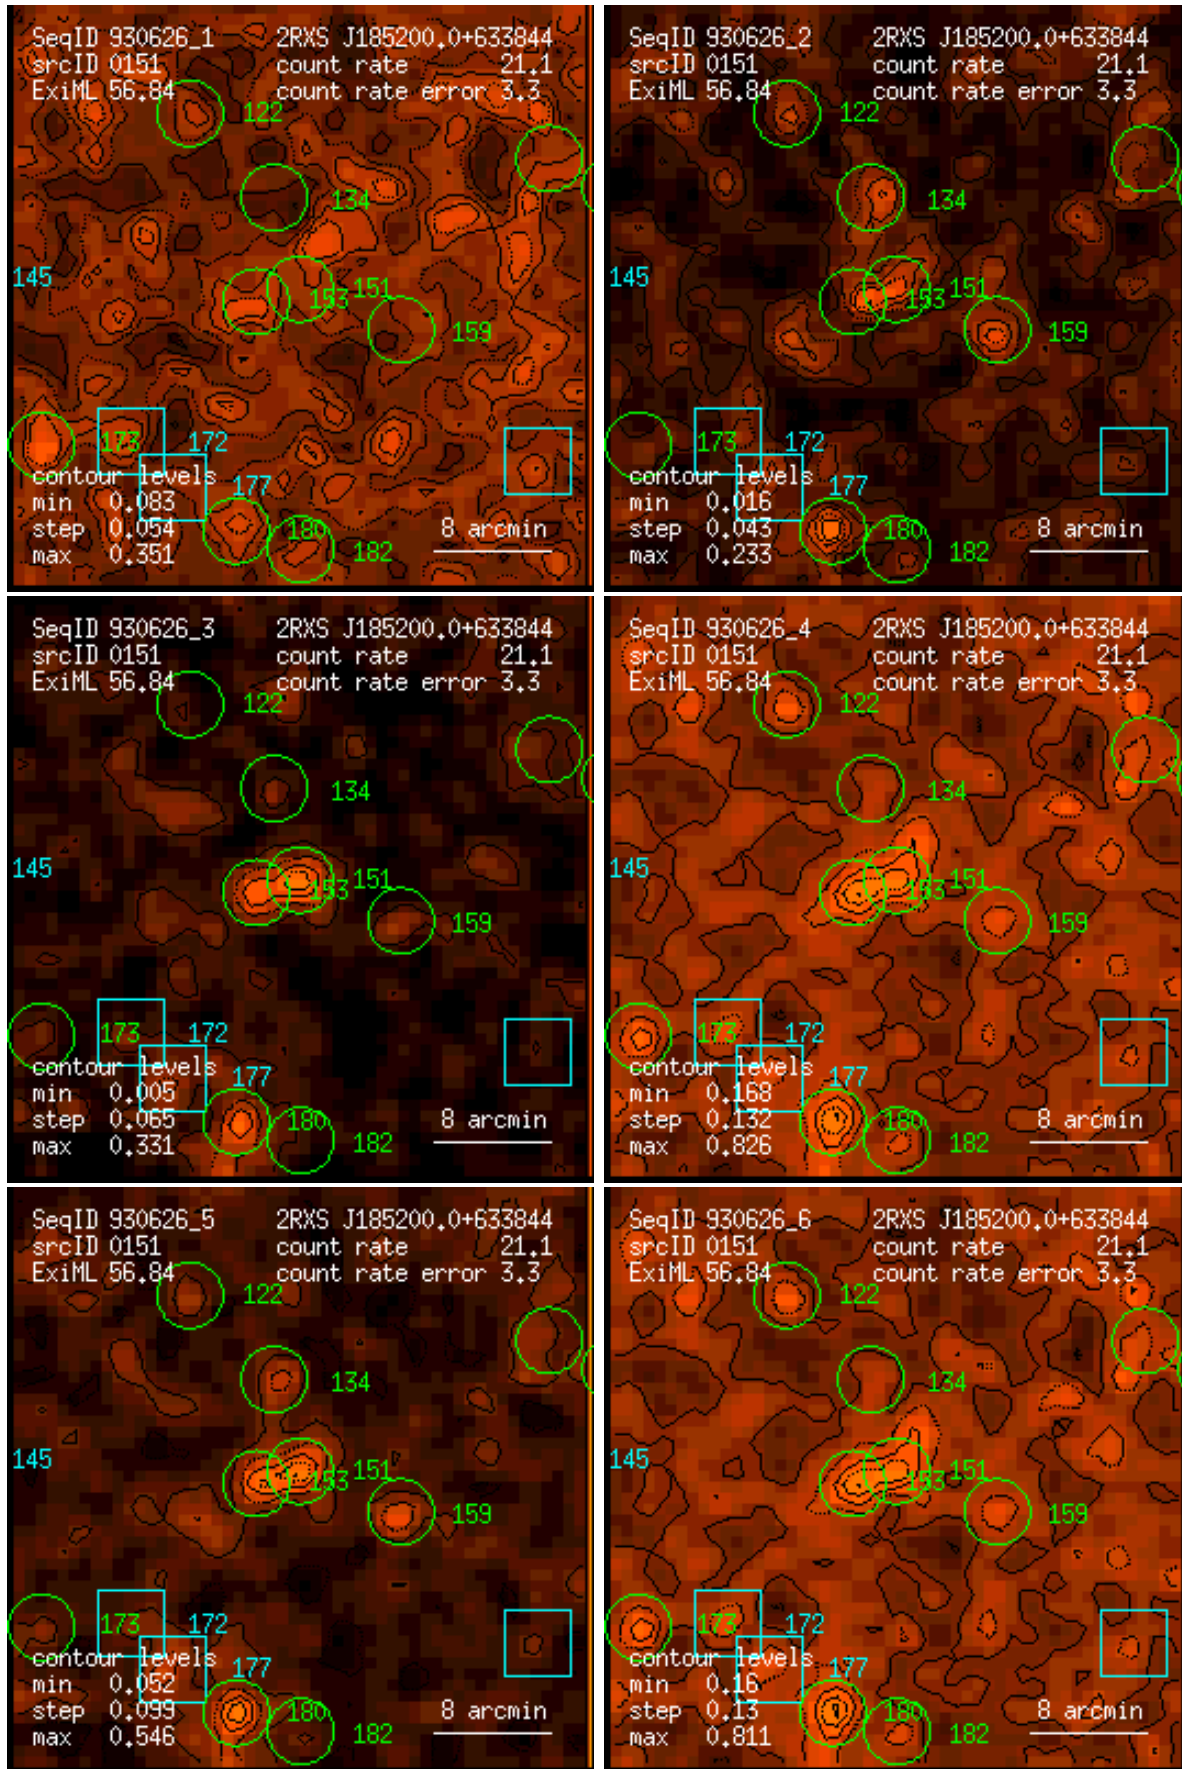 SeqID 930626_1 2RXS J185200.0+633844
srcID 0151 count rate 21.1
ExiML 56.84 count rate error 3.3
122
134
145
153 151
159
173 172
contour levels
177
min 0.083
step 0.054 180 8 arcmin
max 0.351 182
SeqID 930626_2 2RXS J185200.0+633844
srcID 0151 count rate 21.1
ExiML 56.84 count rate error 3.3
122
134
145
153 151
159
173 172
contour levels
177
min 0.016
step 0.043 180 8 arcmin
max 0.233 182
SeqID 930626_3 2RXS J185200.0+633844
srcID 0151 count rate 21.1
ExiML 56.84 count rate error 3.3
122
134
145
153 151
159
173 172
contour levels
177
min 0.005
step 0.065 180 8 arcmin
max 0.331 182
SeqID 930626_4 2RXS J185200.0+633844
srcID 0151 count rate 21.1
ExiML 56.84 count rate error 3.3
122
134
145
153 151
159
173 172
contour levels
177
min 0.168
step 0.132 180 8 arcmin
max 0.826 182
SeqID 930626_5 2RXS J185200.0+633844
srcID 0151 count rate 21.1
ExiML 56.84 count rate error 3.3
122
134
145
153 151
159
173 172
contour levels
177
min 0.052
step 0.099 180 8 arcmin
max 0.546 182
SeqID 930626_6 2RXS J185200.0+633844
srcID 0151 count rate 21.1
ExiML 56.84 count rate error 3.3
122
134
145
153 151
159
173 172
contour levels
177
min 0.16
step 0.13 180 8 arcmin
max 0.811 182